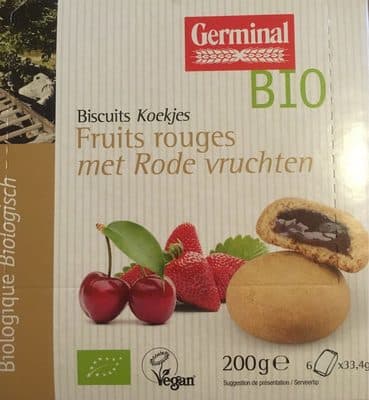 Germinal
BIO
Biscuits Koekjes
Fruits rouges
met Rode vruchten
Biologique Biologisch
Vegan
200g e 6 x33,4g
Suggestion de présentation / Serveertip